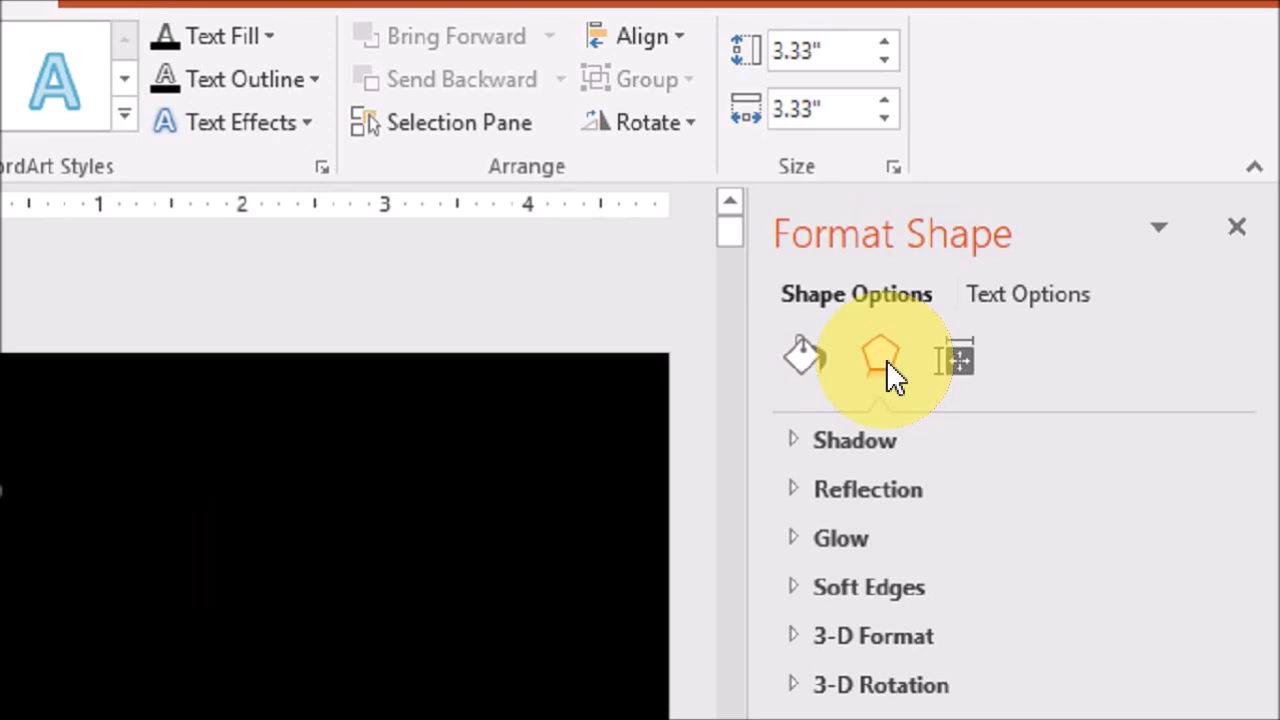 Text Fill
Bring Forward
Align
3.33"
Text Outline
Send Backward
Group
Text Effects
Selection Pane
Rotate
3.33"
ordArt Styles
Arrange
Size
1 2 3 4
Format Shape
Shape Options
Text Options
Shadow
Reflection
Glow
Soft Edges
3-D Format
3-D Rotation